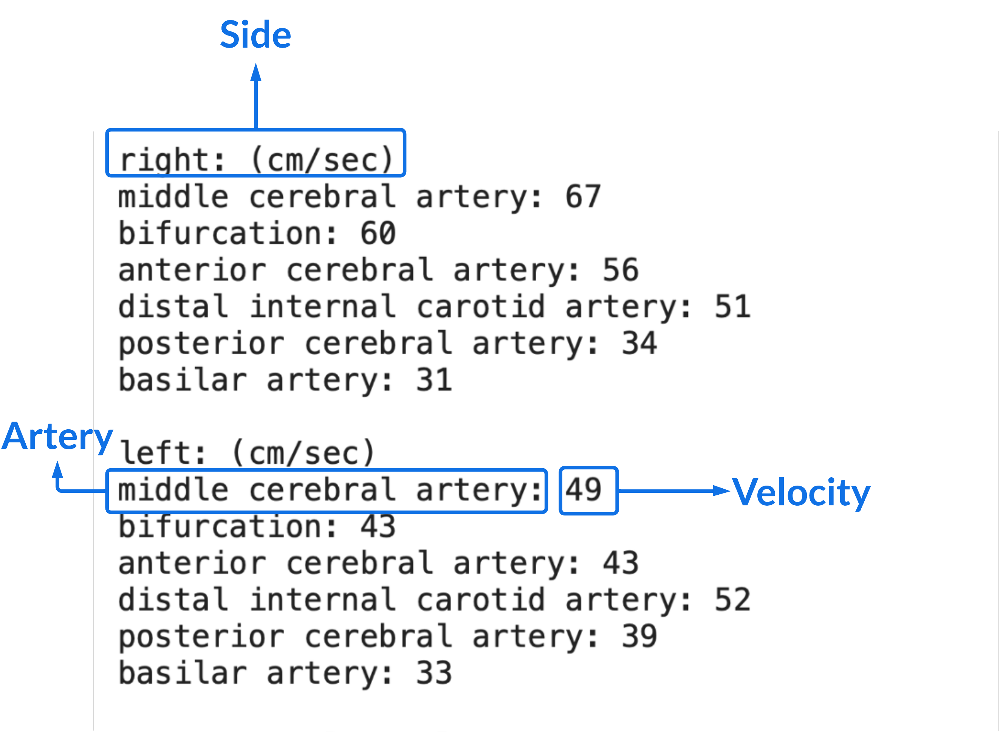 Side
right: (cm/sec)
middle cerebral artery: 67
bifurcation: 60
anterior cerebral artery: 56
distal internal carotid artery: 51
posterior cerebral artery: 34
basilar artery: 31
Artery
left: (cm/sec)
middle cerebral artery: 49 Velocity
bifurcation: 43
anterior cerebral artery: 43
distal internal carotid artery: 52
posterior cerebral artery: 39
basilar artery: 33